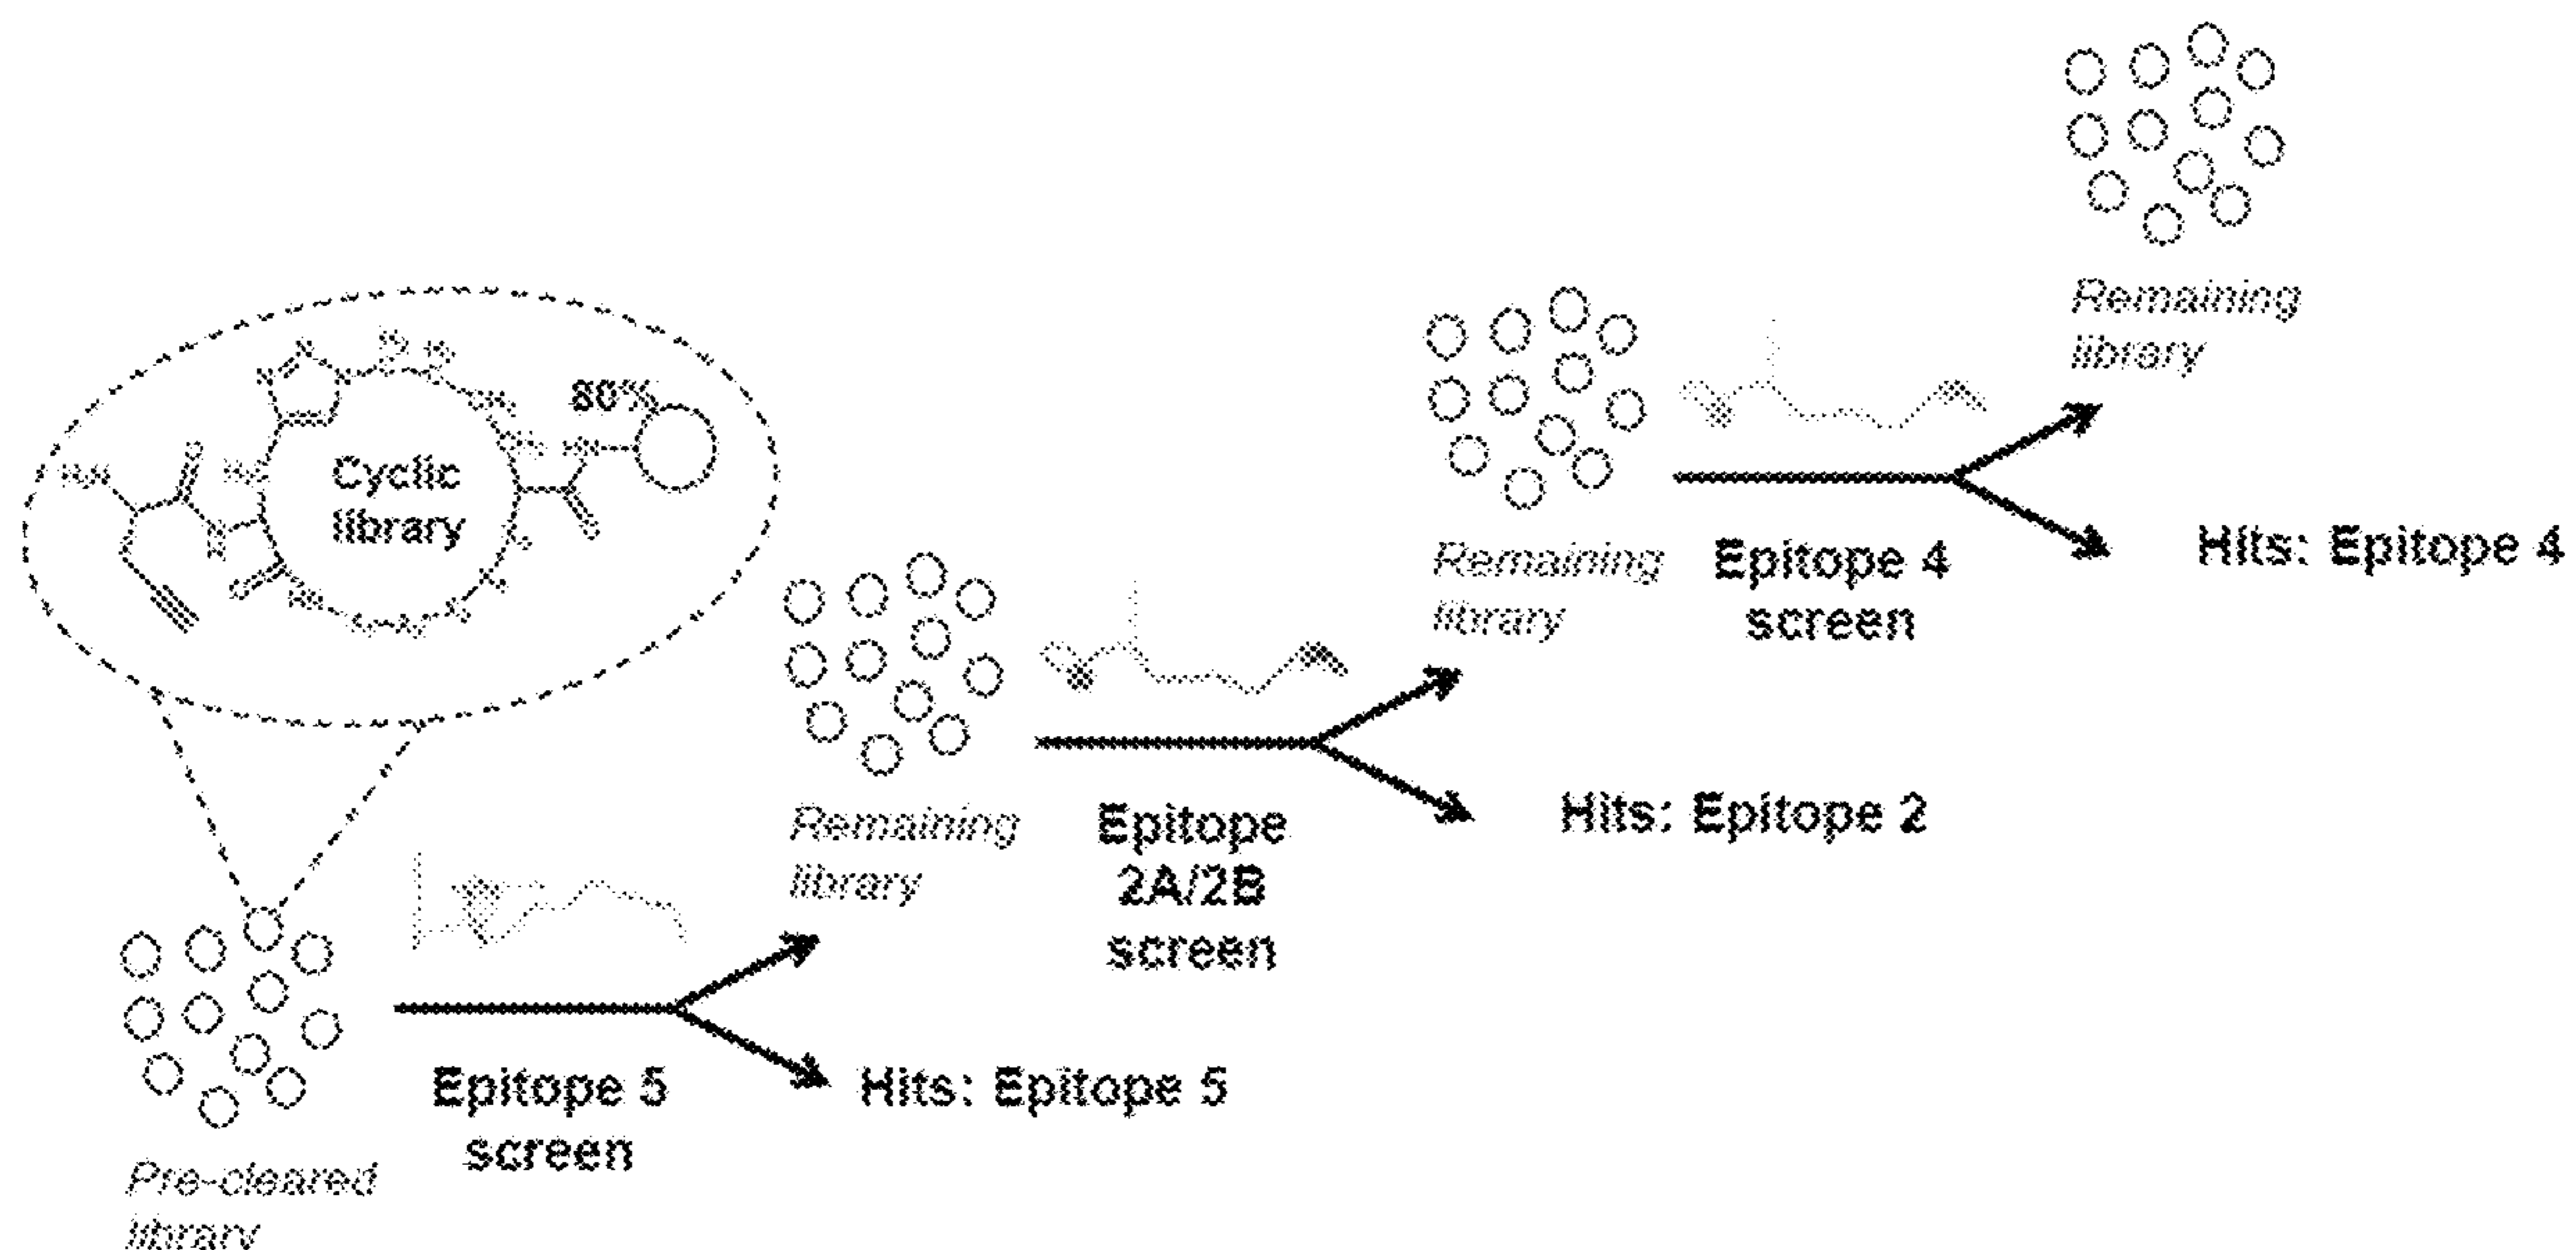 80%
Cyclic
library
Pre-cleared
library
Epitope 5
screen
Hits: Epitope 5
Remaining
library
Epitope
2A/2B
screen
Hits: Epitope 2
Remaining
library
Epitope 4
screen
Hits: Epitope 4
Remaining
library